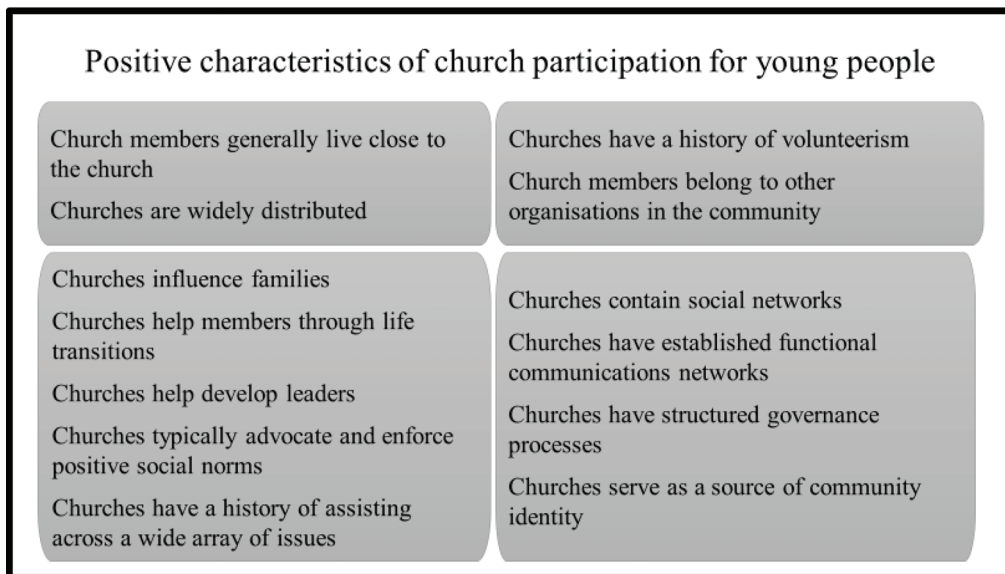 Positive characteristics of church participation for young people
Church members generally live close to
the church
Churches are widely distributed
Churches have a history of volunteerism
Church members belong to other
organisations in the community
Churches influence families
Churches help members through life
transitions
Churches help develop leaders
Churches typically advocate and enforce
positive social norms
Churches have a history of assisting
across a wide array of issues
Churches contain social networks
Churches have established functional
communications networks
Churches have structured governance
processes
Churches serve as a source of community
identity